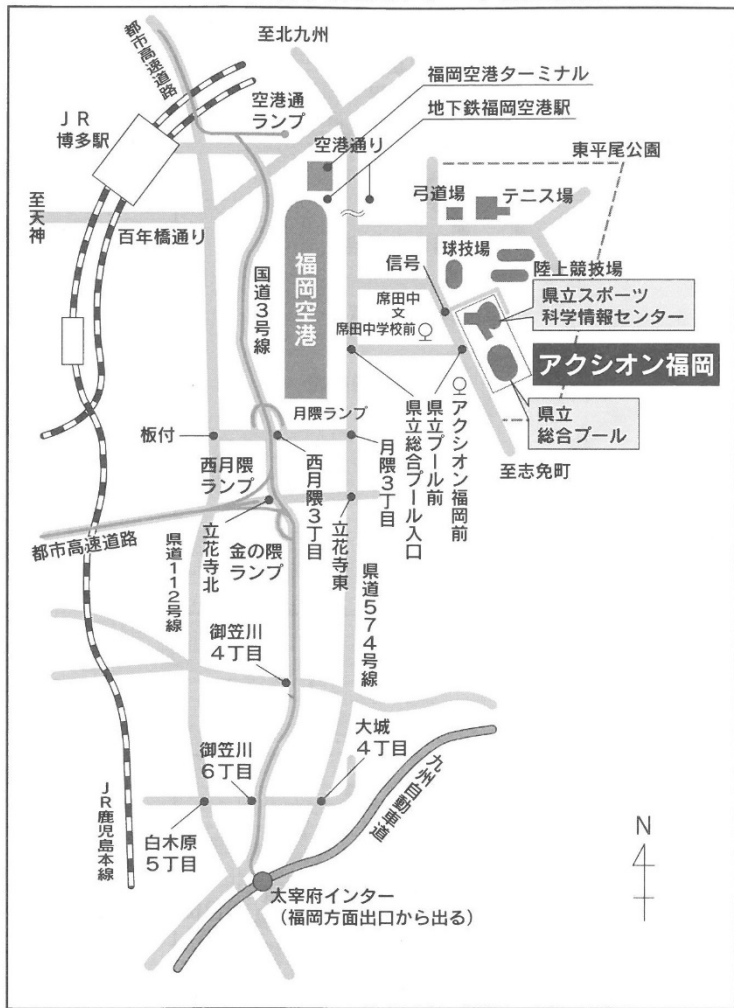 都市高速道路
至北九州
福岡空港ターミナル
地下鉄福岡空港駅
空港通
ランプ
ＪＲ
博多駅
空港通り
東平尾公園
弓道場
テニス場
至天神
百年橋通り
国道３号線
福岡空港
信号
球技場
陸上競技場
席田中
文
席田中学校前
県立スポーツ
科学情報センター
アクシオン福岡
県立
総合プール
月隈ランプ
板付
西月隈
ランプ
西月隈３丁目
月隈３丁目
県立総合プール入口
県立プール前
アクシオン福岡前
至志免町
都市高速道路
県道１１２号線
立花寺北
金の隈
ランプ
立花寺東
県道５７４号線
御笠川
４丁目
御笠川
６丁目
大城
４丁目
九州自動車道
ＪＲ鹿児島本線
白木原
５丁目
太宰府インター
（福岡方面出口から出る）
N